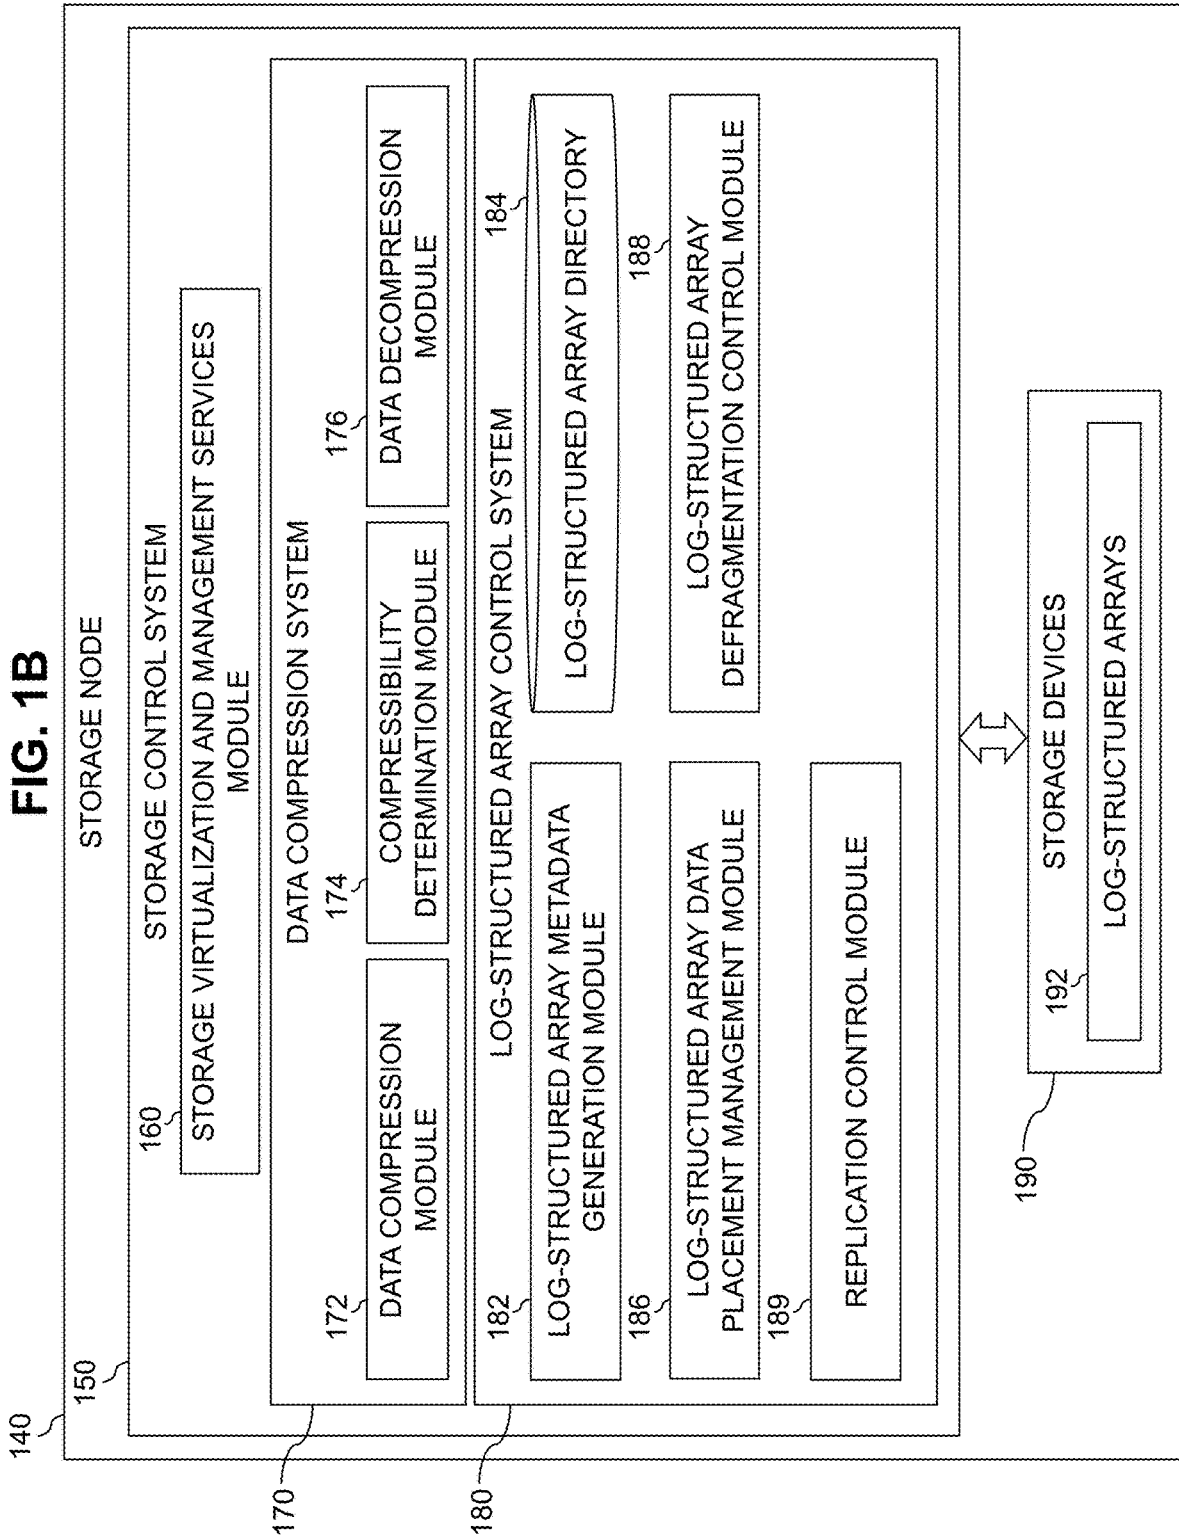 FIG. 1B
140
STORAGE NODE
150
STORAGE CONTROL SYSTEM
160
STORAGE VIRTUALIZATION AND MANAGEMENT SERVICES
MODULE
170
DATA COMPRESSION SYSTEM
172
DATA COMPRESSION
MODULE
174
COMPRESSIBILITY
DETERMINATION MODULE
176
DATA DECOMPRESSION
MODULE
180
LOG-STRUCTURED ARRAY CONTROL SYSTEM
182
LOG-STRUCTURED ARRAY METADATA
GENERATION MODULE
184
LOG-STRUCTURED ARRAY DIRECTORY
186
LOG-STRUCTURED ARRAY DATA
PLACEMENT MANAGEMENT MODULE
188
LOG-STRUCTURED ARRAY
DEFRAGMENTATION CONTROL MODULE
189
REPLICATION CONTROL MODULE
190
STORAGE DEVICES
192
LOG-STRUCTURED ARRAYS